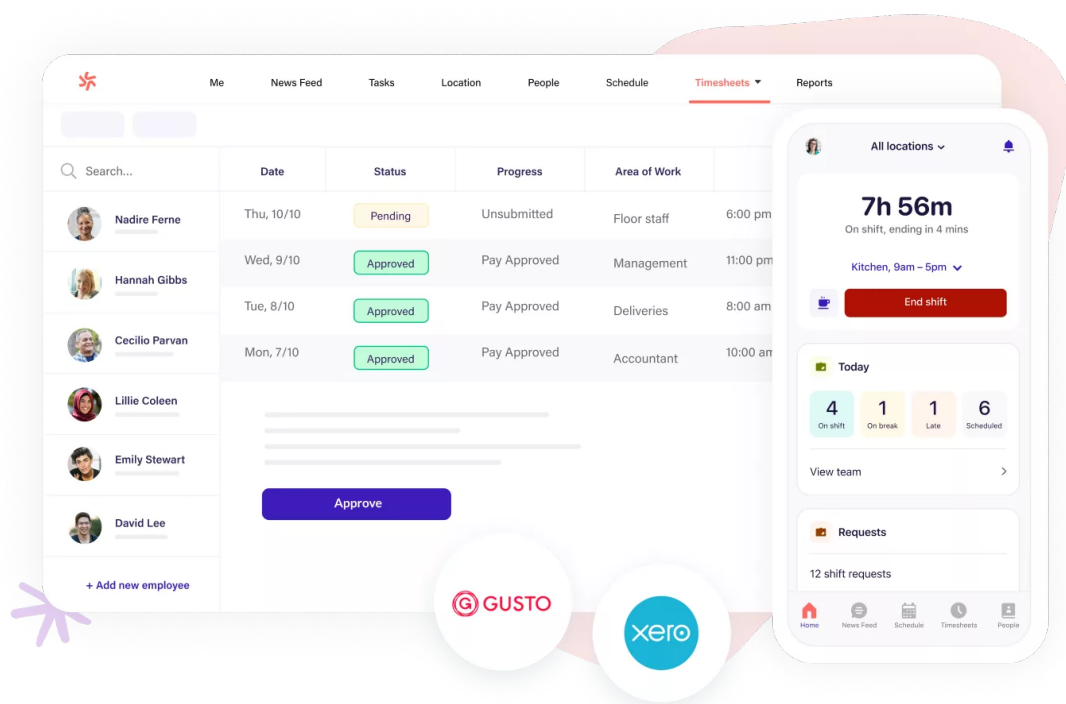 Me News Feed Tasks Location People Schedule Timesheets Reports
Search...
Date Status Progress Area of Work
Nadire Ferne
Hannah Gibbs
Cecilio Parvan
Lillie Coleen
Emily Stewart
David Lee
+ Add new employee
Thu, 10/10 Pending Unsubmitted Floor staff 6:00 pm
Wed, 9/10 Approved Pay Approved Management 11:00 pm
Tue, 8/10 Approved Pay Approved Deliveries 8:00 am
Mon, 7/10 Approved Pay Approved Accountant 10:00 am
Approve
GUSTO
xero
All locations
7h 56m
On shift, ending in 4 mins
Kitchen, 9am – 5pm
End shift
Today
4 1 1 6
On shift On break Late Scheduled
View team
Requests
12 shift requests
Home News Feed Schedule Timesheets People